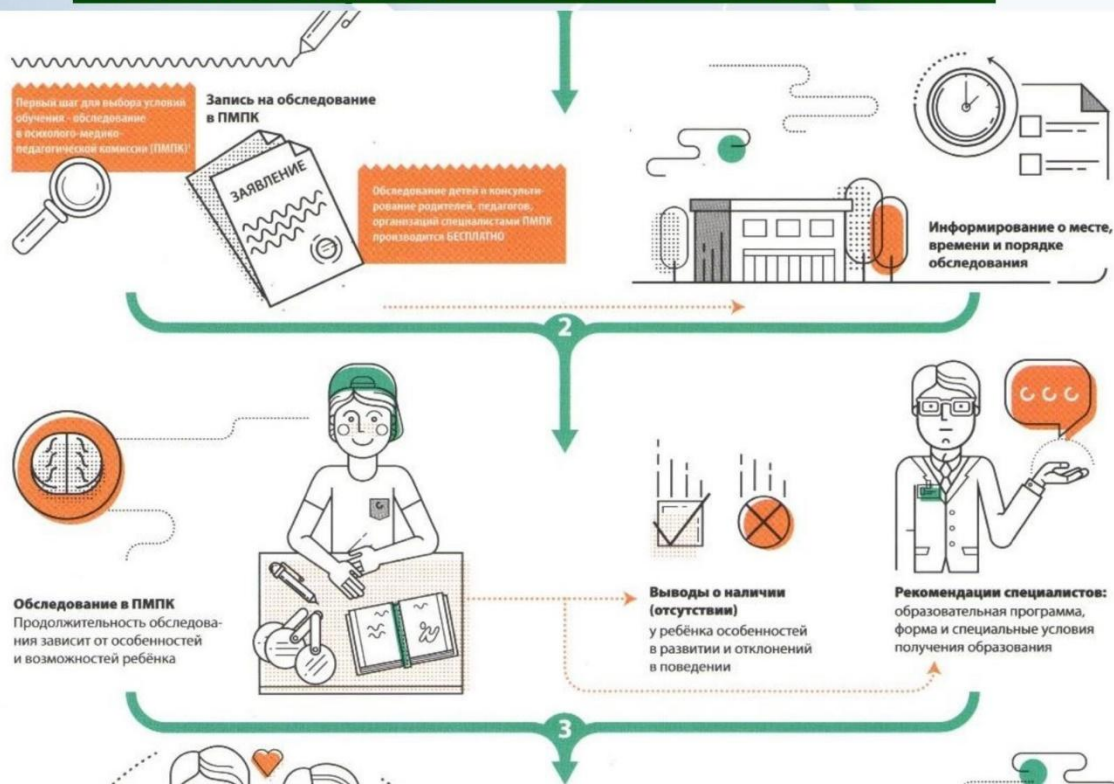 Первый шаг для выбора условий
обучения - обследование
в психолого-медико-
педагогической комиссии (ПМПК)¹
Запись на обследование
в ПМПК
ЗАЯВЛЕНИЕ
Обследование детей и консульти-
рование родителей, педагогов,
организаций специалистами ПМПК
производится БЕСПЛАТНО
Информирование о месте,
времени и порядке
обследования
2
Обследование в ПМПК
Продолжительность обследова-
ния зависит от особенностей
и возможностей ребёнка
Выводы о наличии
(отсутствии)
у ребёнка особенностей
в развитии и отклонений
в поведении
Рекомендации специалистов:
образовательная программа,
форма и специальные условия
получения образования
3